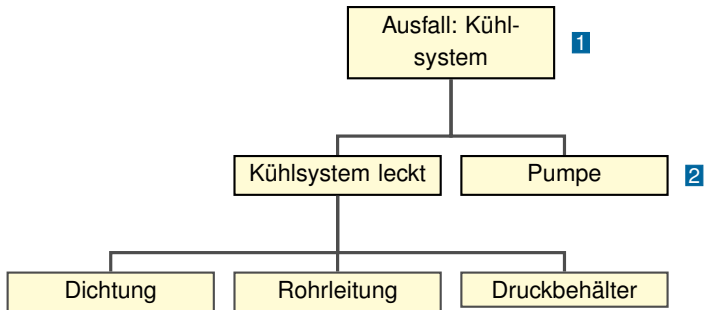 Ausfall: Kühl-
system
1
Kühlsystem leckt
Pumpe
2
Dichtung
Rohrleitung
Druckbehälter